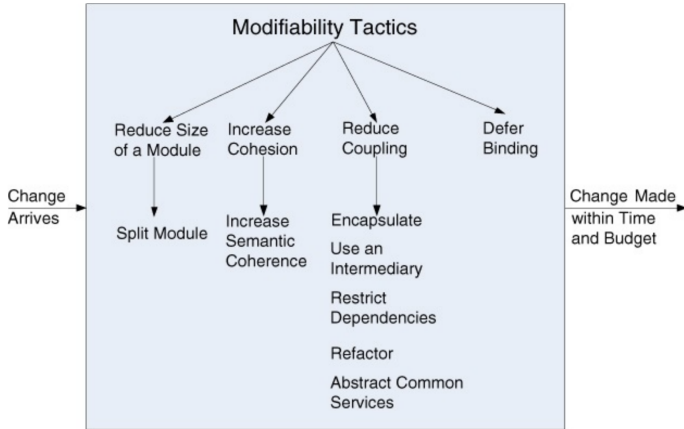 Modifiability Tactics
Reduce Size
of a Module
Increase
Cohesion
Reduce
Coupling
Defer
Binding
Change
Arrives
Split Module
Increase
Semantic
Coherence
Encapsulate
Use an
Intermediary
Restrict
Dependencies
Refactor
Abstract Common
Services
Change Made
within Time
and Budget